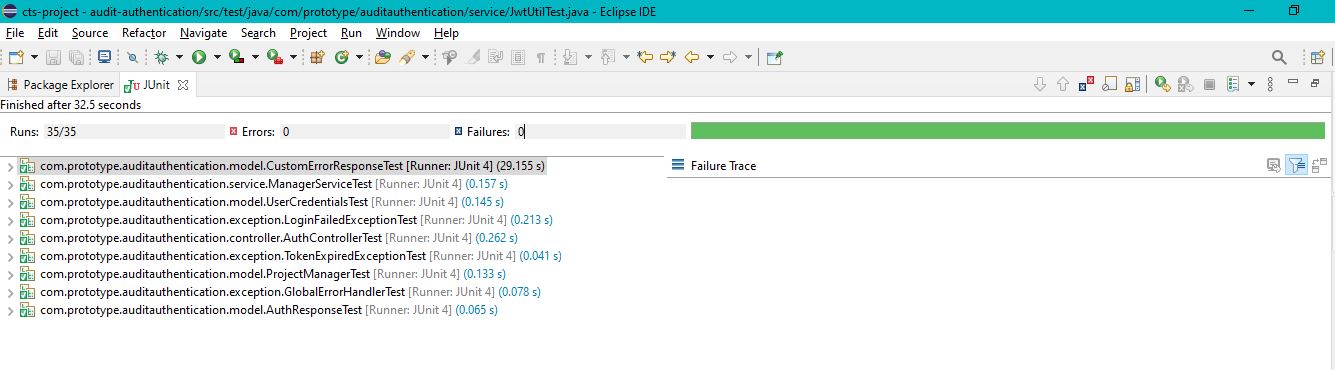 cts-project - audit-authentication/src/test/java/com/prototype/auditauthentication/service/JwtUtilTest.java - Eclipse IDE
File Edit Source Refactor Navigate Search Project Run Window Help
Package Explorer JUnit
Finished after 32.5 seconds
Runs: 35/35 Errors: 0 Failures: 0
com.prototype.auditauthentication.model.CustomErrorResponseTest [Runner: JUnit 4] (29.155 s)
Failure Trace
com.prototype.auditauthentication.service.ManagerServiceTest [Runner: JUnit 4] (0.157 s)
com.prototype.auditauthentication.model.UserCredentialsTest [Runner: JUnit 4] (0.145 s)
com.prototype.auditauthentication.exception.LoginFailedExceptionTest [Runner: JUnit 4] (0.213 s)
com.prototype.auditauthentication.controller.AuthControllerTest [Runner: JUnit 4] (0.262 s)
com.prototype.auditauthentication.exception.TokenExpiredExceptionTest [Runner: JUnit 4] (0.041 s)
com.prototype.auditauthentication.model.ProjectManagerTest [Runner: JUnit 4] (0.133 s)
com.prototype.auditauthentication.exception.GlobalErrorHandlerTest [Runner: JUnit 4] (0.078 s)
com.prototype.auditauthentication.model.AuthResponseTest [Runner: JUnit 4] (0.065 s)